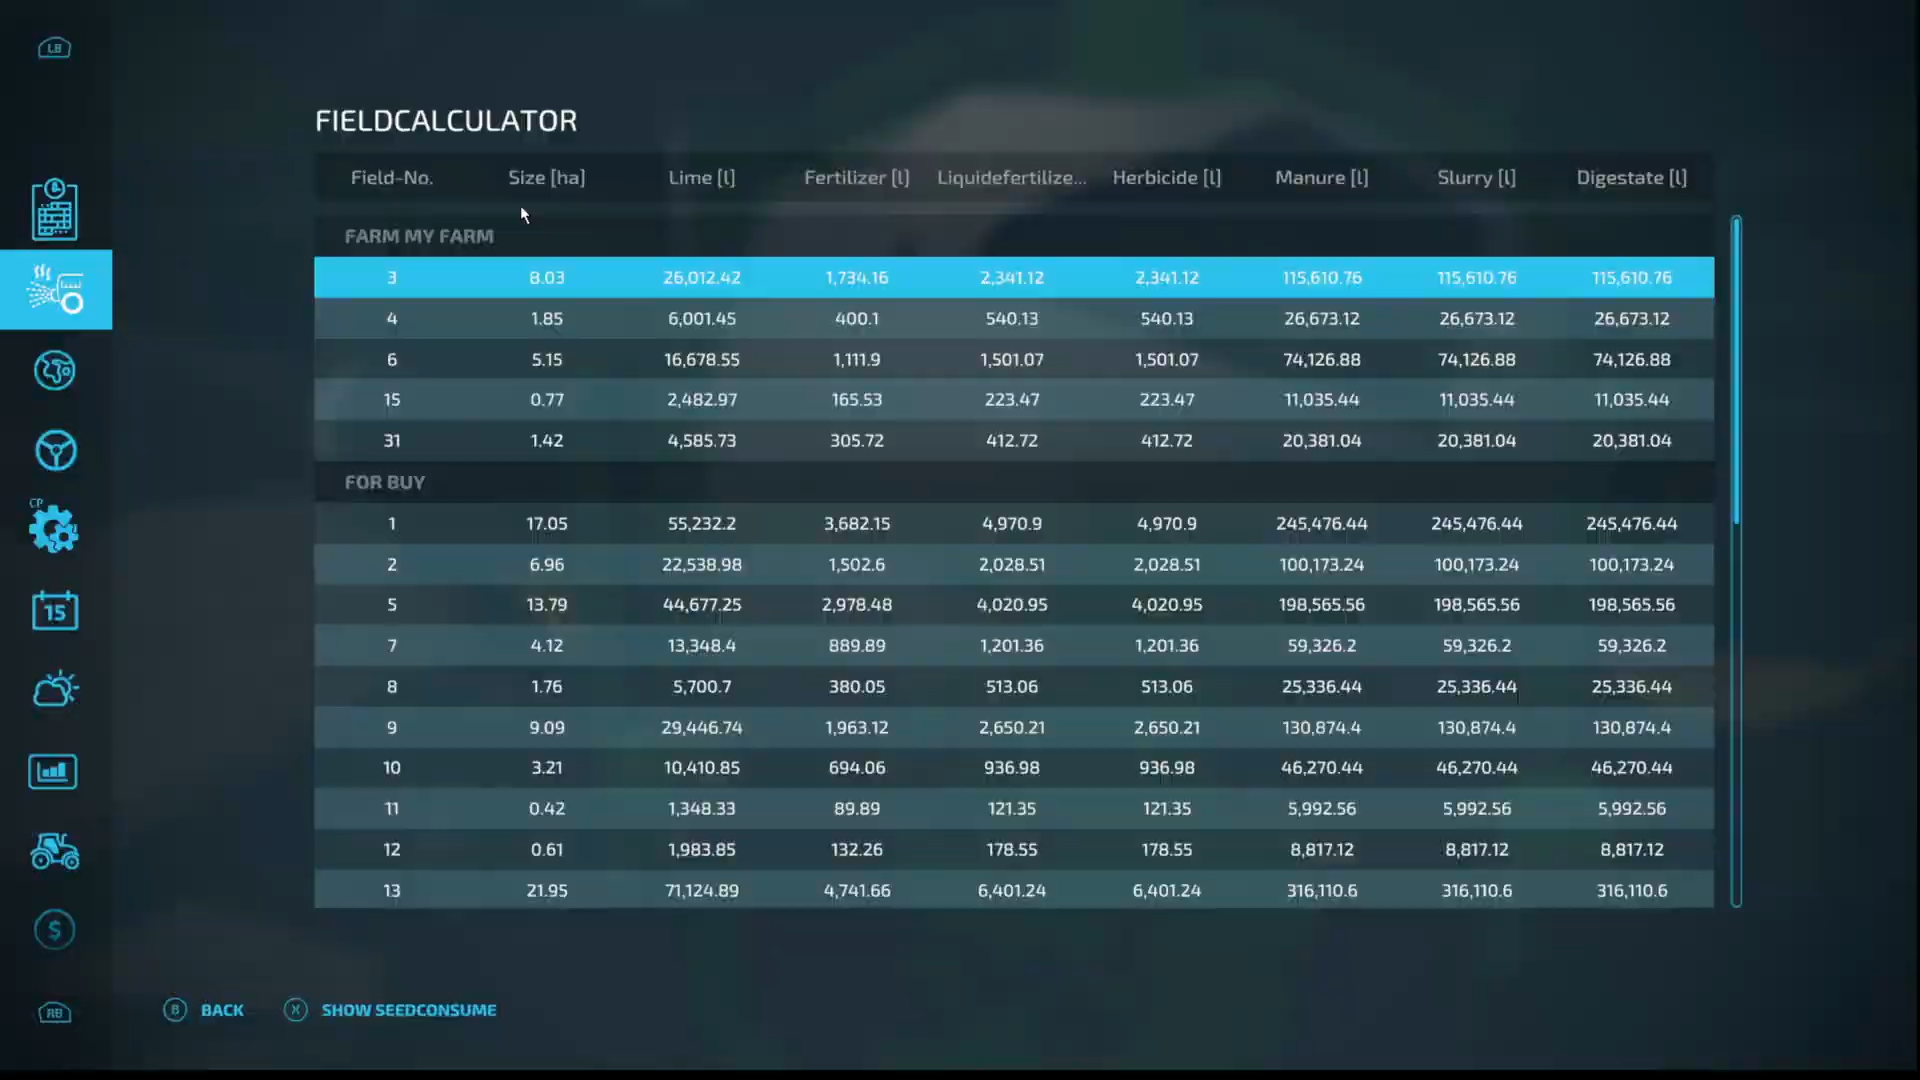 LB
FIELDCALCULATOR
Field-No. Size [ha] Lime [l] Fertilizer [l] Liquidefertilize... Herbicide [l] Manure [l] Slurry [l] Digestate [l]
FARM MY FARM
3 8.03 26,012.42 1,734.16 2,341.12 2,341.12 115,610.76 115,610.76 115,610.76
4 1.85 6,001.45 400.1 540.13 540.13 26,673.12 26,673.12 26,673.12
6 5.15 16,678.55 1,111.9 1,501.07 1,501.07 74,126.88 74,126.88 74,126.88
15 0.77 2,482.97 165.53 223.47 223.47 11,035.44 11,035.44 11,035.44
31 1.42 4,585.73 305.72 412.72 412.72 20,381.04 20,381.04 20,381.04
FOR BUY
1 17.05 55,232.2 3,682.15 4,970.9 4,970.9 245,476.44 245,476.44 245,476.44
CP
2 6.96 22,538.98 1,502.6 2,028.51 2,028.51 100,173.24 100,173.24 100,173.24
5 13.79 44,677.25 2,978.48 4,020.95 4,020.95 198,565.56 198,565.56 198,565.56
15
7 4.12 13,348.4 889.89 1,201.36 1,201.36 59,326.2 59,326.2 59,326.2
8 1.76 5,700.7 380.05 513.06 513.06 25,336.44 25,336.44 25,336.44
9 9.09 29,446.74 1,963.12 2,650.21 2,650.21 130,874.4 130,874.4 130,874.4
10 3.21 10,410.85 694.06 936.98 936.98 46,270.44 46,270.44 46,270.44
11 0.42 1,348.33 89.89 121.35 121.35 5,992.56 5,992.56 5,992.56
12 0.61 1,983.85 132.26 178.55 178.55 8,817.12 8,817.12 8,817.12
13 21.95 71,124.89 4,741.66 6,401.24 6,401.24 316,110.6 316,110.6 316,110.6
$
RB
B BACK X SHOW SEEDCONSUME